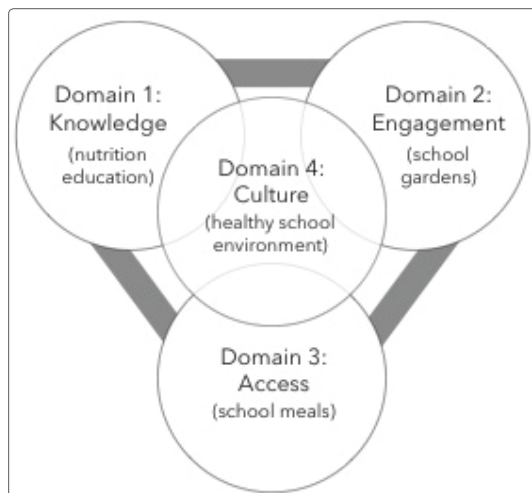 Domain 1:
Knowledge
(nutrition
education)
Domain 2:
Engagement
(school
gardens)
Domain 4:
Culture
(healthy school
environment)
Domain 3:
Access
(school meals)